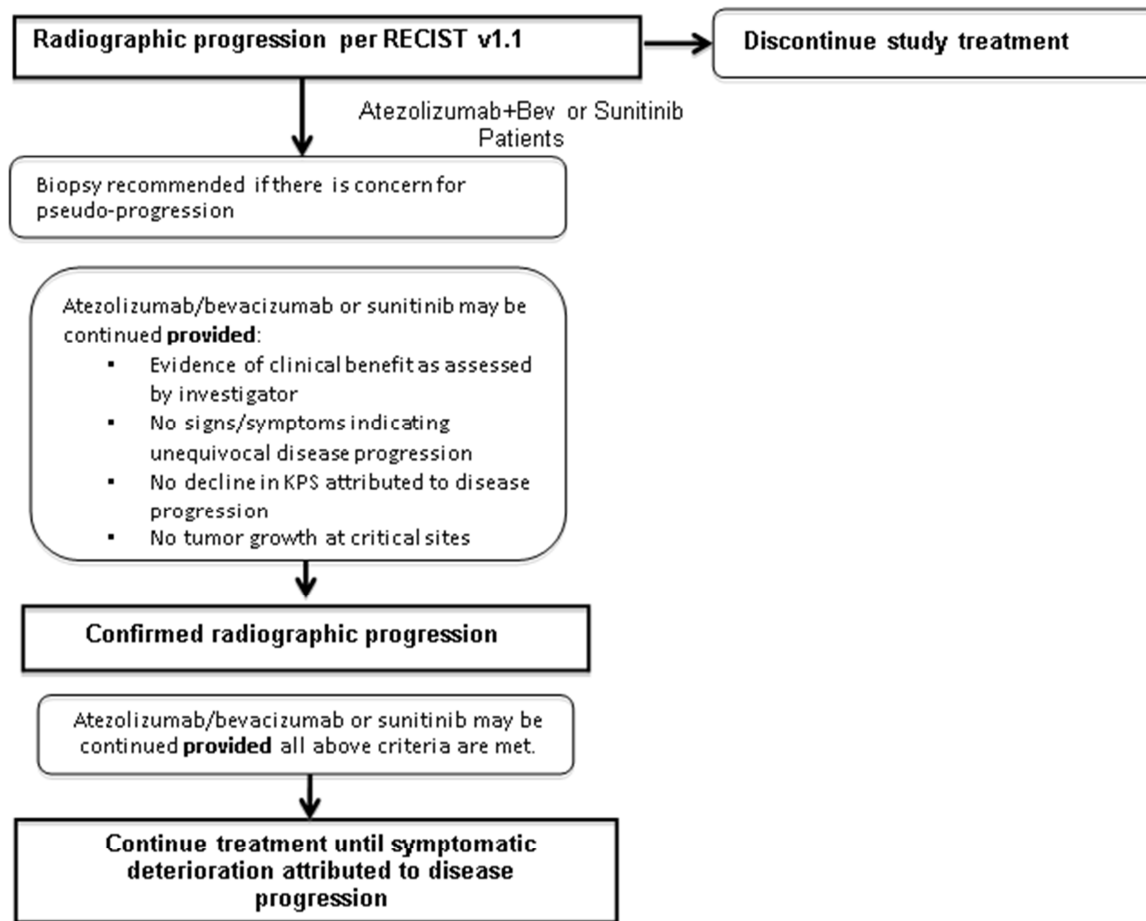 Radiographic progression per RECIST v1.1
Discontinue study treatment
Atezolizumab+Bev or Sunitinib
Patients
Biopsy recommended if there is concern for
pseudo-progression
Atezolizumab/bevacizumab or sunitinib may be
continued provided:
▪ Evidence of clinical benefit as assessed
by investigator
▪ No signs/symptoms indicating
unequivocal disease progression
▪ No decline in KPS attributed to disease
progression
▪ No tumor growth at critical sites
Confirmed radiographic progression
Atezolizumab/bevacizumab or sunitinib may be
continued provided all above criteria are met.
Continue treatment until symptomatic
deterioration attributed to disease
progression